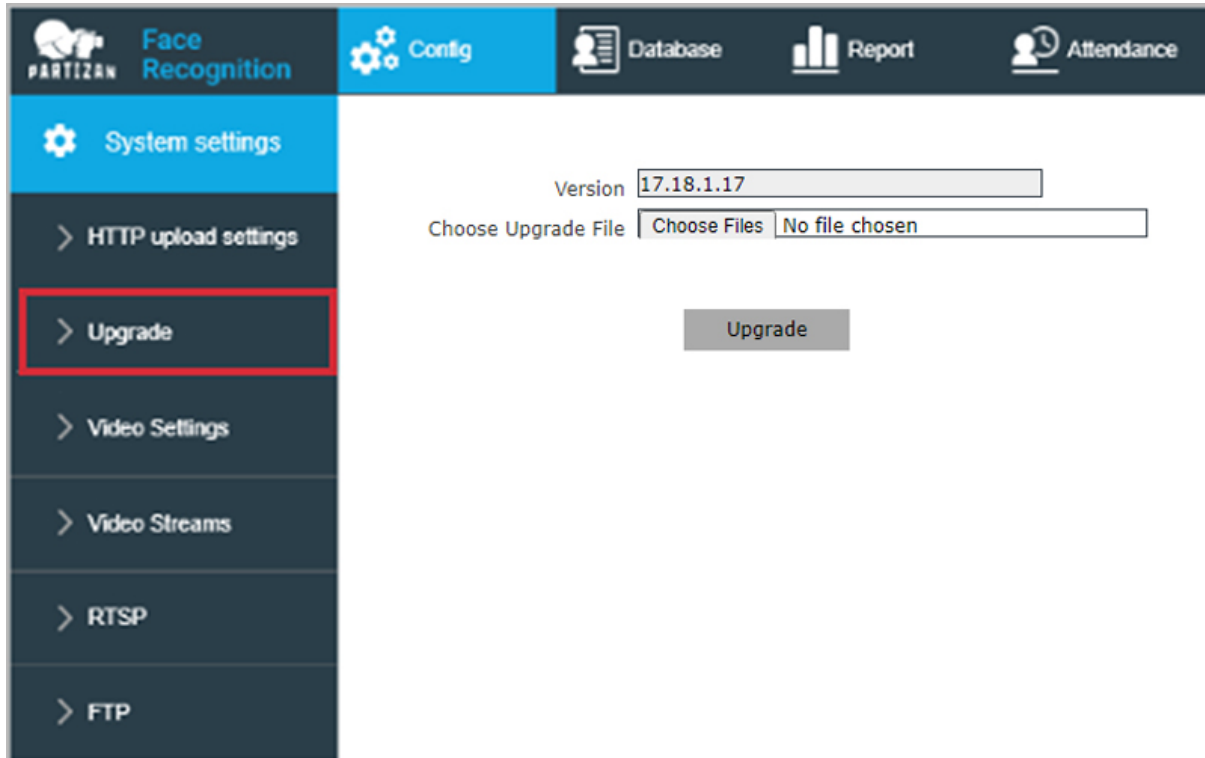 PARTIZAN
Face
Recognition
Config
Database
Report
Attendance
System settings
HTTP upload settings
Upgrade
Video Settings
Video Streams
RTSP
FTP
Version 17.18.1.17
Choose Upgrade File Choose Files No file chosen
Upgrade